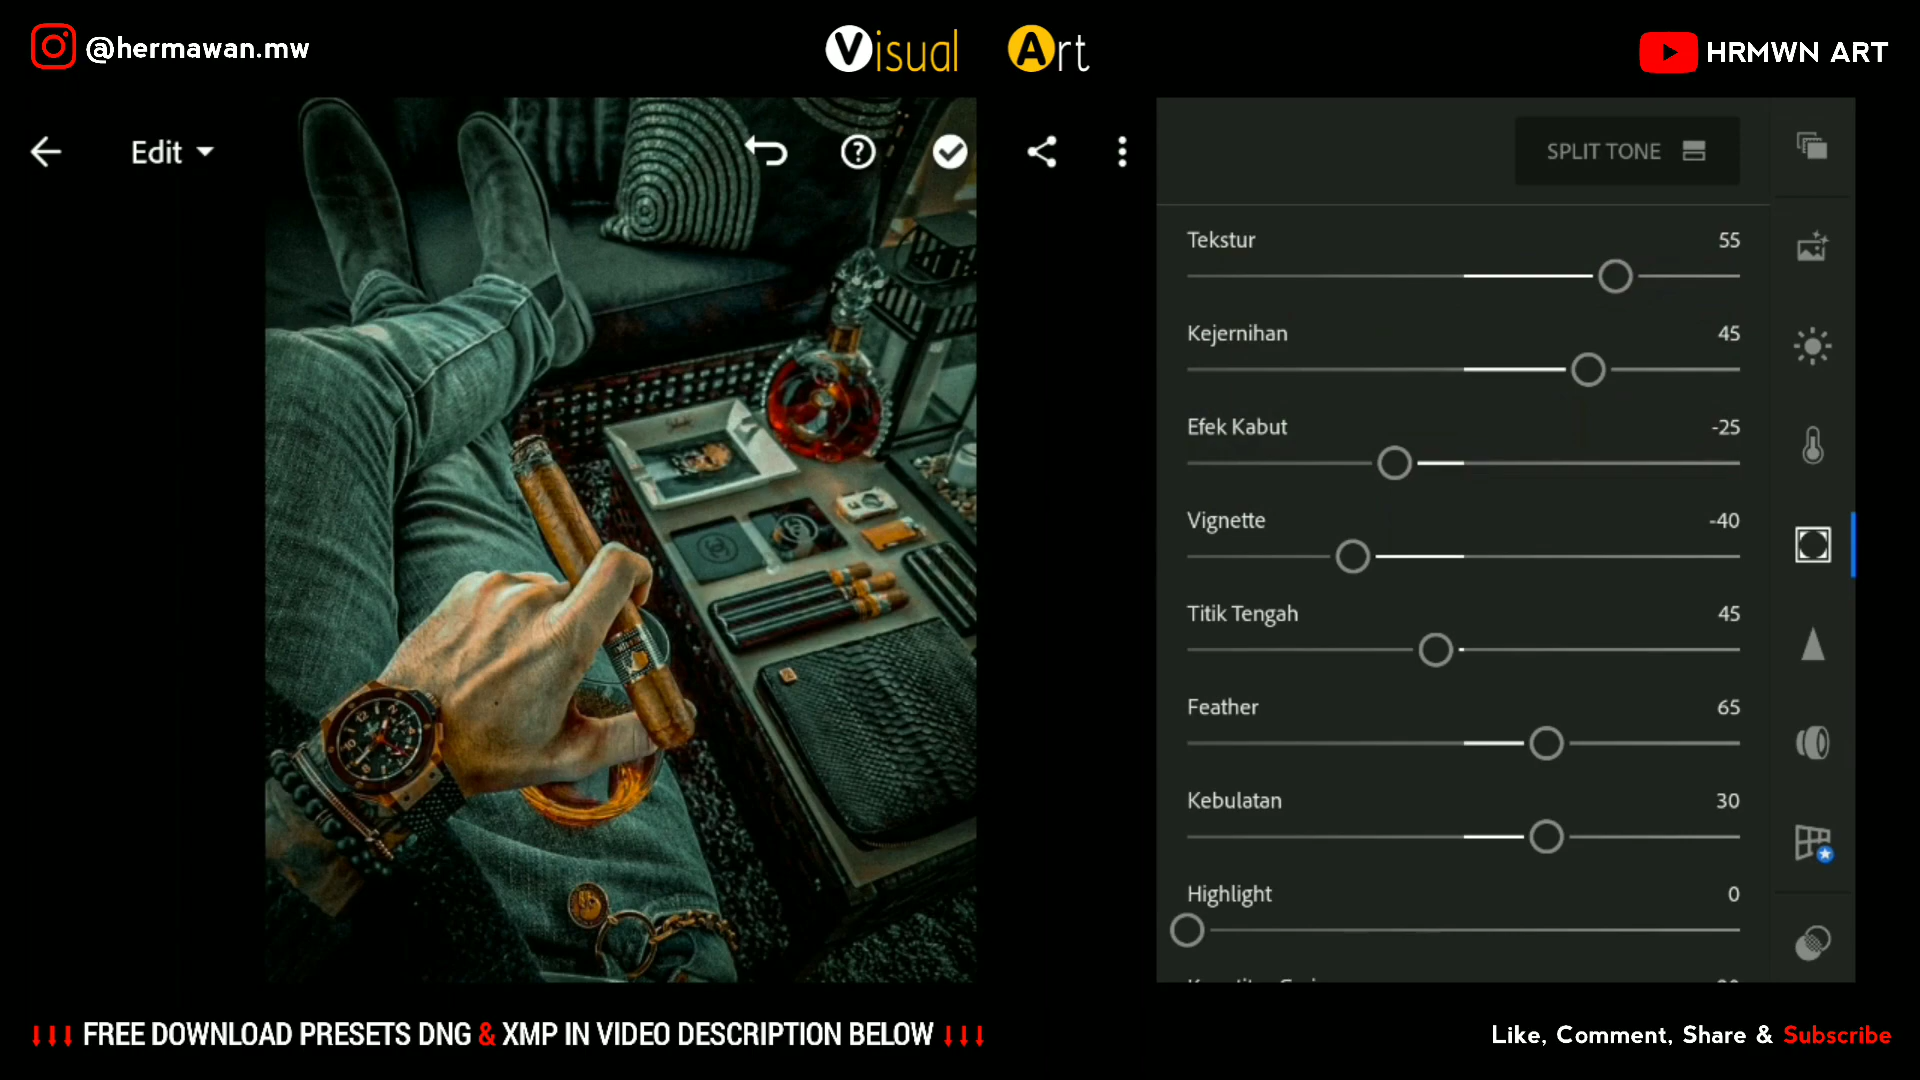 @hermawan.mw
Visual Art
HRMWN ART
Edit
SPLIT TONE
Tekstur 55
Kejernihan 45
Efek Kabut -25
Vignette -40
Titik Tengah 45
Feather 65
Kebulatan 30
Highlight 0
↓↓↓ FREE DOWNLOAD PRESETS DNG & XMP IN VIDEO DESCRIPTION BELOW ↓↓↓
Like, Comment, Share & Subscribe